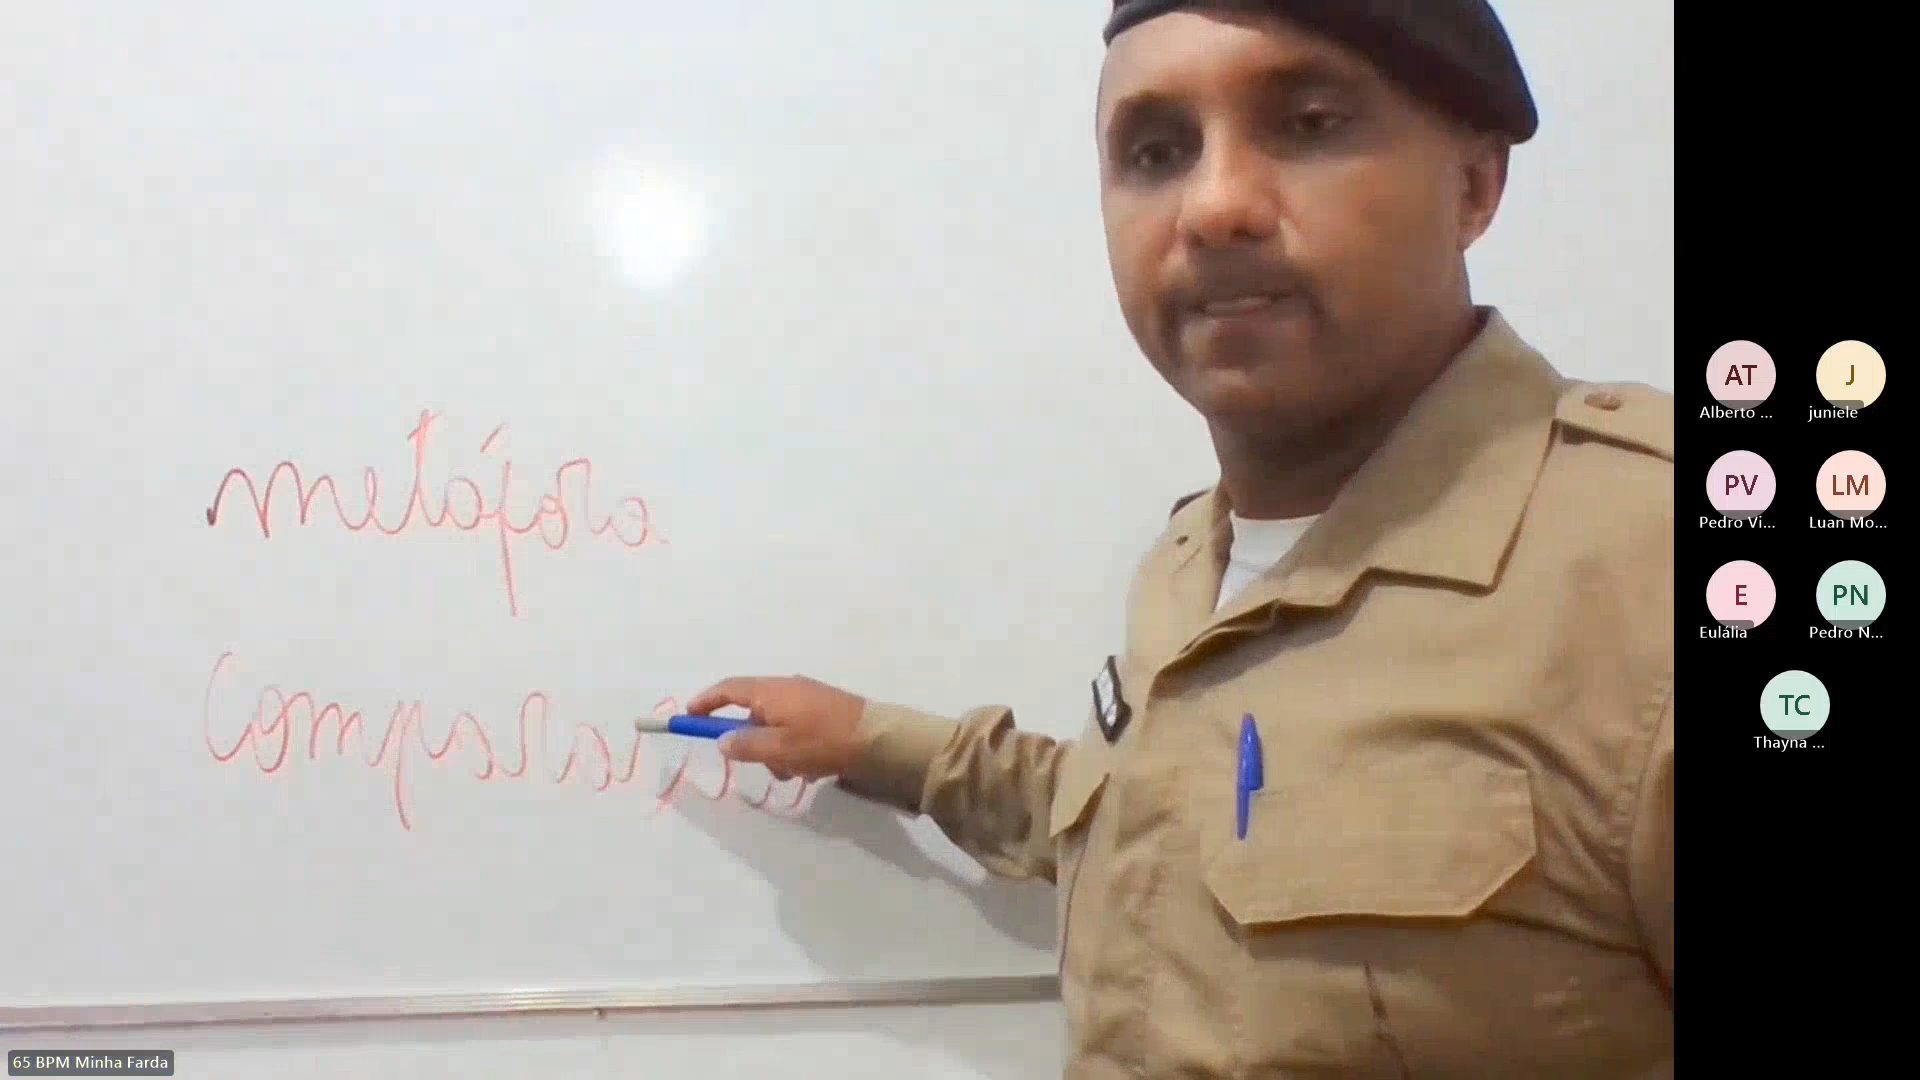 metáfora
comparação
AT
Alberto ...
J
juniele
PV
Pedro Vi...
LM
Luan Mo...
E
Eulália
PN
Pedro N...
TC
Thayna ...
65 BPM Minha Farda